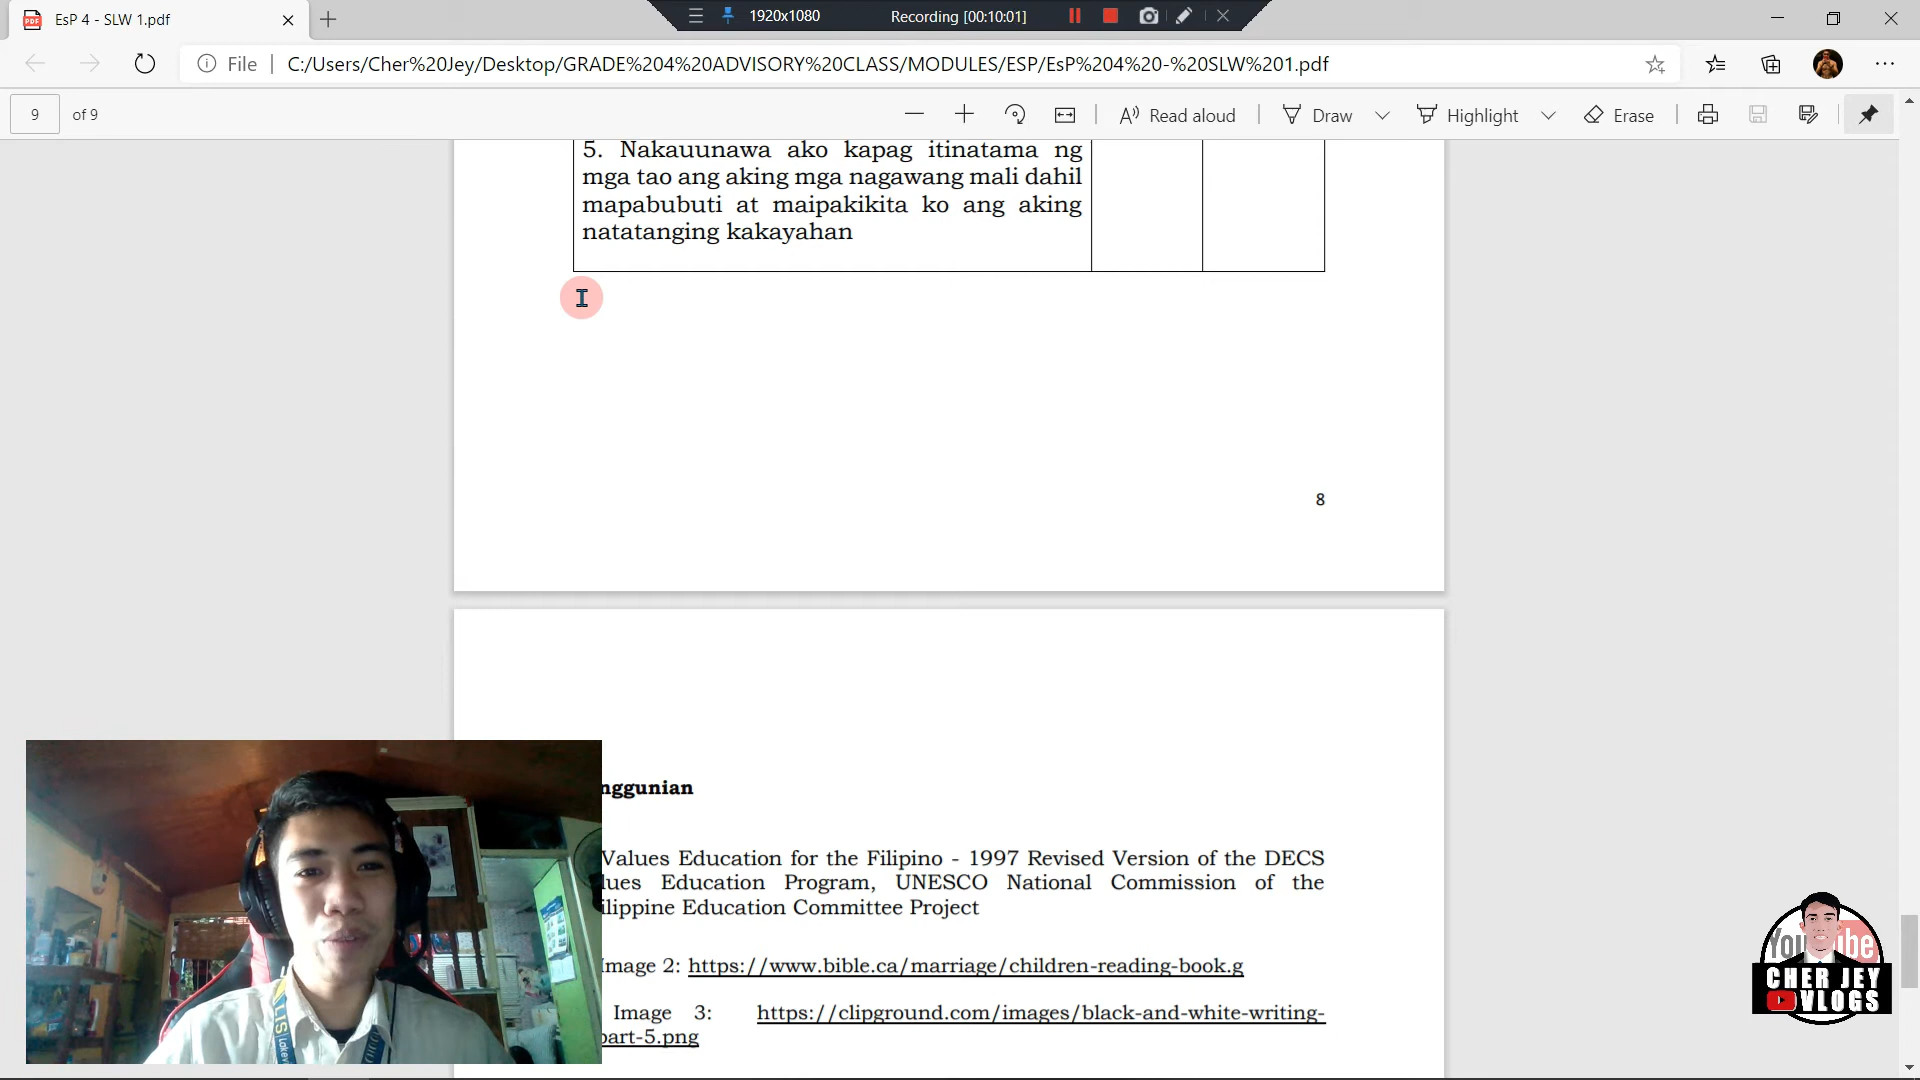 EsP 4 - SLW 1.pdf
1920x1080
Recording [00:10:01]
File
C:/Users/Cher%20Jey/Desktop/GRADE%204%20ADVISORY%20CLASS/MODULES/ESP/EsP%204%20-%20SLW%201.pdf
9
of 9
Read aloud
Draw
Highlight
Erase
5. Nakauunawa ako kapag itinatama ng
mga tao ang aking mga nagawang mali dahil
mapabubuti at maipakikita ko ang aking
natatanging kakayahan
8
nggunian
Values Education for the Filipino - 1997 Revised Version of the DECS
lues Education Program, UNESCO National Commission of the
ilippine Education Committee Project
Image 2: https://www.bible.ca/marriage/children-reading-book.g
Image 3: https://clipground.com/images/black-and-white-writing-
part-5.png
YouTube
CHER JEY
VLOGS